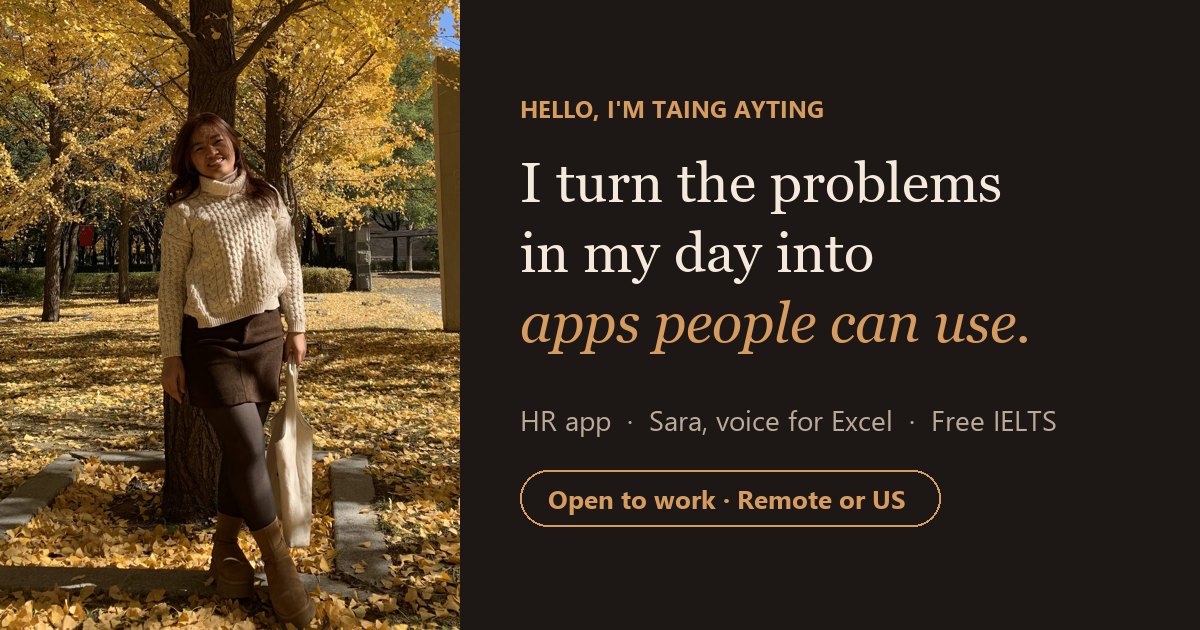 HELLO, I'M TAING AYTING
I turn the problems
in my day into
apps people can use.
HR app · Sara, voice for Excel · Free IELTS
Open to work · Remote or US